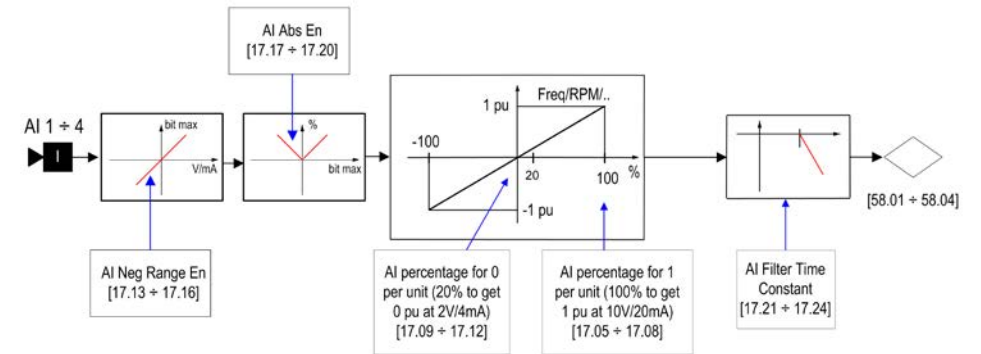 AI Abs En
[17.17 ÷ 17.20]
AI 1 ÷ 4
I
bit max
V/mA
%
bit max
Freq/RPM/..
1 pu
-100
20
100
%
-1 pu
[58.01 ÷ 58.04]
AI Neg Range En
[17.13 ÷ 17.16]
AI percentage for 0
per unit (20% to get
0 pu at 2V/4mA)
[17.09 ÷ 17.12]
AI percentage for 1
per unit (100% to get
1 pu at 10V/20mA)
[17.05 ÷ 17.08]
AI Filter Time
Constant
[17.21 ÷ 17.24]